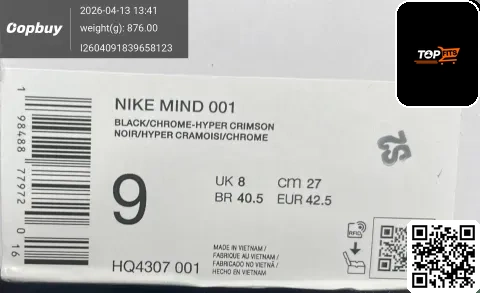 Gopbuy
2026-04-13 13:41
weight(g): 876.00
I2604091839658123
TOP
FITS
NIKE MIND 001
BLACK/CHROME-HYPER CRIMSON
NOIR/HYPER CRAMOISI/CHROME
1 98488 77972 0 16
9
UK 8 cm 27
BR 40.5 EUR 42.5
RFID
MADE IN VIETNAM /
FABRIQUE AU VIETNAM /
FABRICADO NO VIETNÃ /
HECHO EN VIETNAM
HQ4307 001